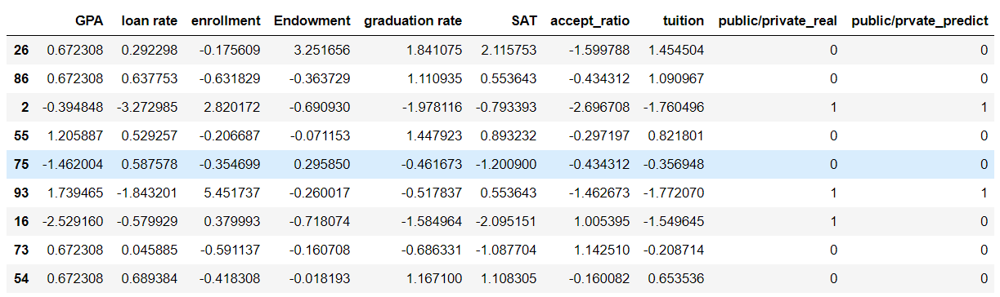 GPA loan rate enrollment Endowment graduation rate SAT accept_ratio tuition public/private_real public/prvate_predict
26 0.672308 0.292298 -0.175609 3.251656 1.841075 2.115753 -1.599788 1.454504 0 0
86 0.672308 0.637753 -0.631829 -0.363729 1.110935 0.553643 -0.434312 1.090967 0 0
2 -0.394848 -3.272985 2.820172 -0.690930 -1.978116 -0.793393 -2.696708 -1.760496 1 1
55 1.205887 0.529257 -0.206687 -0.071153 1.447923 0.893232 -0.297197 0.821801 0 0
75 -1.462004 0.587578 -0.354699 0.295850 -0.461673 -1.200900 -0.434312 -0.356948 0 0
93 1.739465 -1.843201 5.451737 -0.260017 -0.517837 0.553643 -1.462673 -1.772070 1 1
16 -2.529160 -0.579929 0.379993 -0.718074 -1.584964 -2.095151 1.005395 -1.549645 1 0
73 0.672308 0.045885 -0.591137 -0.160708 -0.686331 -1.087704 1.142510 -0.208714 0 0
54 0.672308 0.689384 -0.418308 -0.018193 1.167100 1.108305 -0.160082 0.653536 0 0